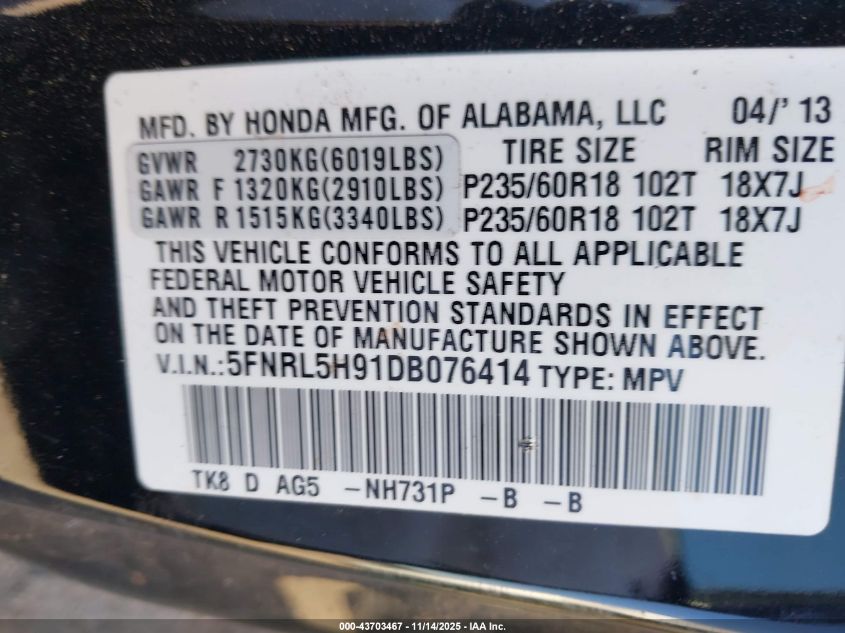 MFD. BY HONDA MFG. OF ALABAMA, LLC 04/' 13
GVWR 2730KG(6019LBS) TIRE SIZE RIM SIZE
GAWR F 1320KG(2910LBS) P235/60R18 102T 18X7J
GAWR R 1515KG(3340LBS) P235/60R18 102T 18X7J
THIS VEHICLE CONFORMS TO ALL APPLICABLE
FEDERAL MOTOR VEHICLE SAFETY
AND THEFT PREVENTION STANDARDS IN EFFECT
ON THE DATE OF MANUFACTURE SHOWN ABOVE.
V.I.N.:5FNRL5H91DB076414 TYPE: MPV
TK8 D AG5 -NH731P -B -B
000-43703467 - 11/14/2025 - IAA Inc.